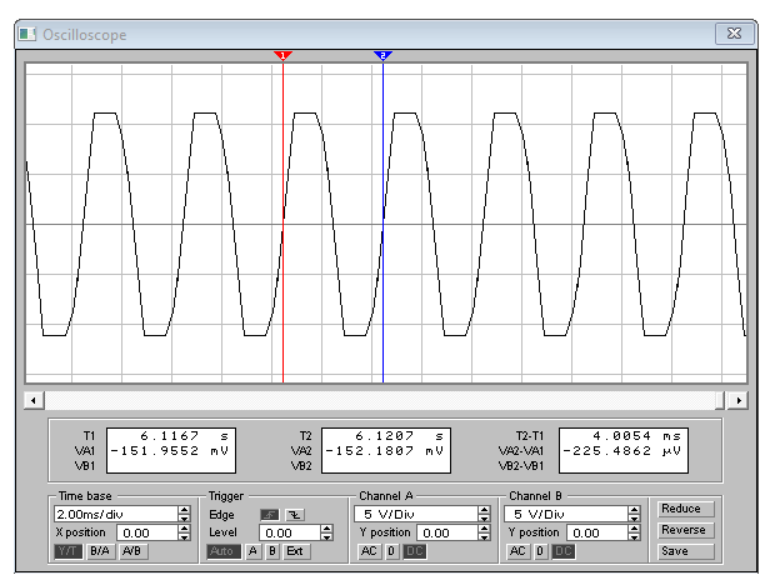 Oscilloscope
1 2
T1 6.1167 s T2 6.1207 s T2-T1 4.0054 ms
VA1 -151.9552 mV VA2 -152.1807 mV VA2-VA1 -225.4862 μV
VB1 VB2 VB2-VB1
Time base Trigger Channel A Channel B
2.00ms/div Edge 5 V/Div 5 V/Div Reduce
X position 0.00 Level 0.00 Y position 0.00 Y position 0.00 Reverse
Y/T B/A A/B Auto A B Ext AC 0 DC AC 0 DC Save